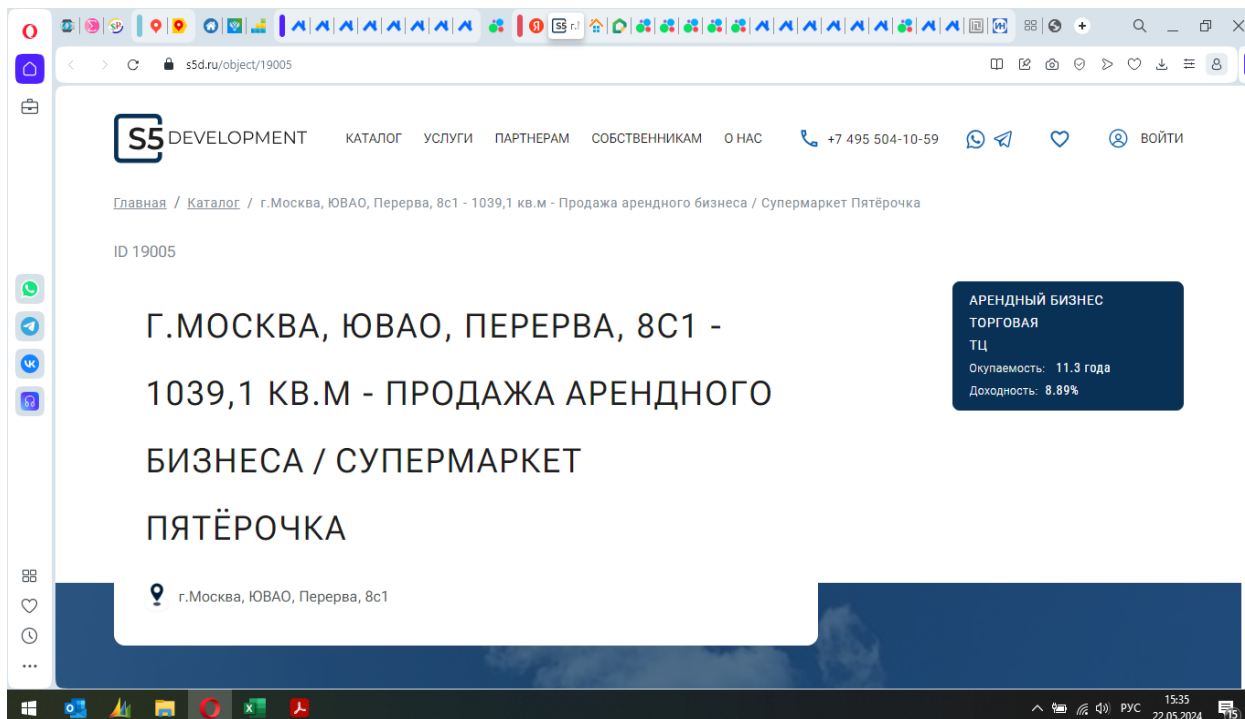 s5d.ru/object/19005
S5 DEVELOPMENT
КАТАЛОГ УСЛУГИ ПАРТНЕРАМ СОБСТВЕННИКАМ О НАС +7 495 504-10-59 ВОЙТИ
Главная / Каталог / г.Москва, ЮВАО, Перерва, 8с1 - 1039,1 кв.м - Продажа арендного бизнеса / Супермаркет Пятёрочка
ID 19005
Г.МОСКВА, ЮВАО, ПЕРЕРВА, 8С1 -
1039,1 КВ.М - ПРОДАЖА АРЕНДНОГО
БИЗНЕСА / СУПЕРМАРКЕТ
ПЯТЁРОЧКА
АРЕНДНЫЙ БИЗНЕС
ТОРГОВАЯ
ТЦ
Окупаемость: 11.3 года
Доходность: 8.89%
г.Москва, ЮВАО, Перерва, 8с1
РУС
15:35
22.05.2024
15